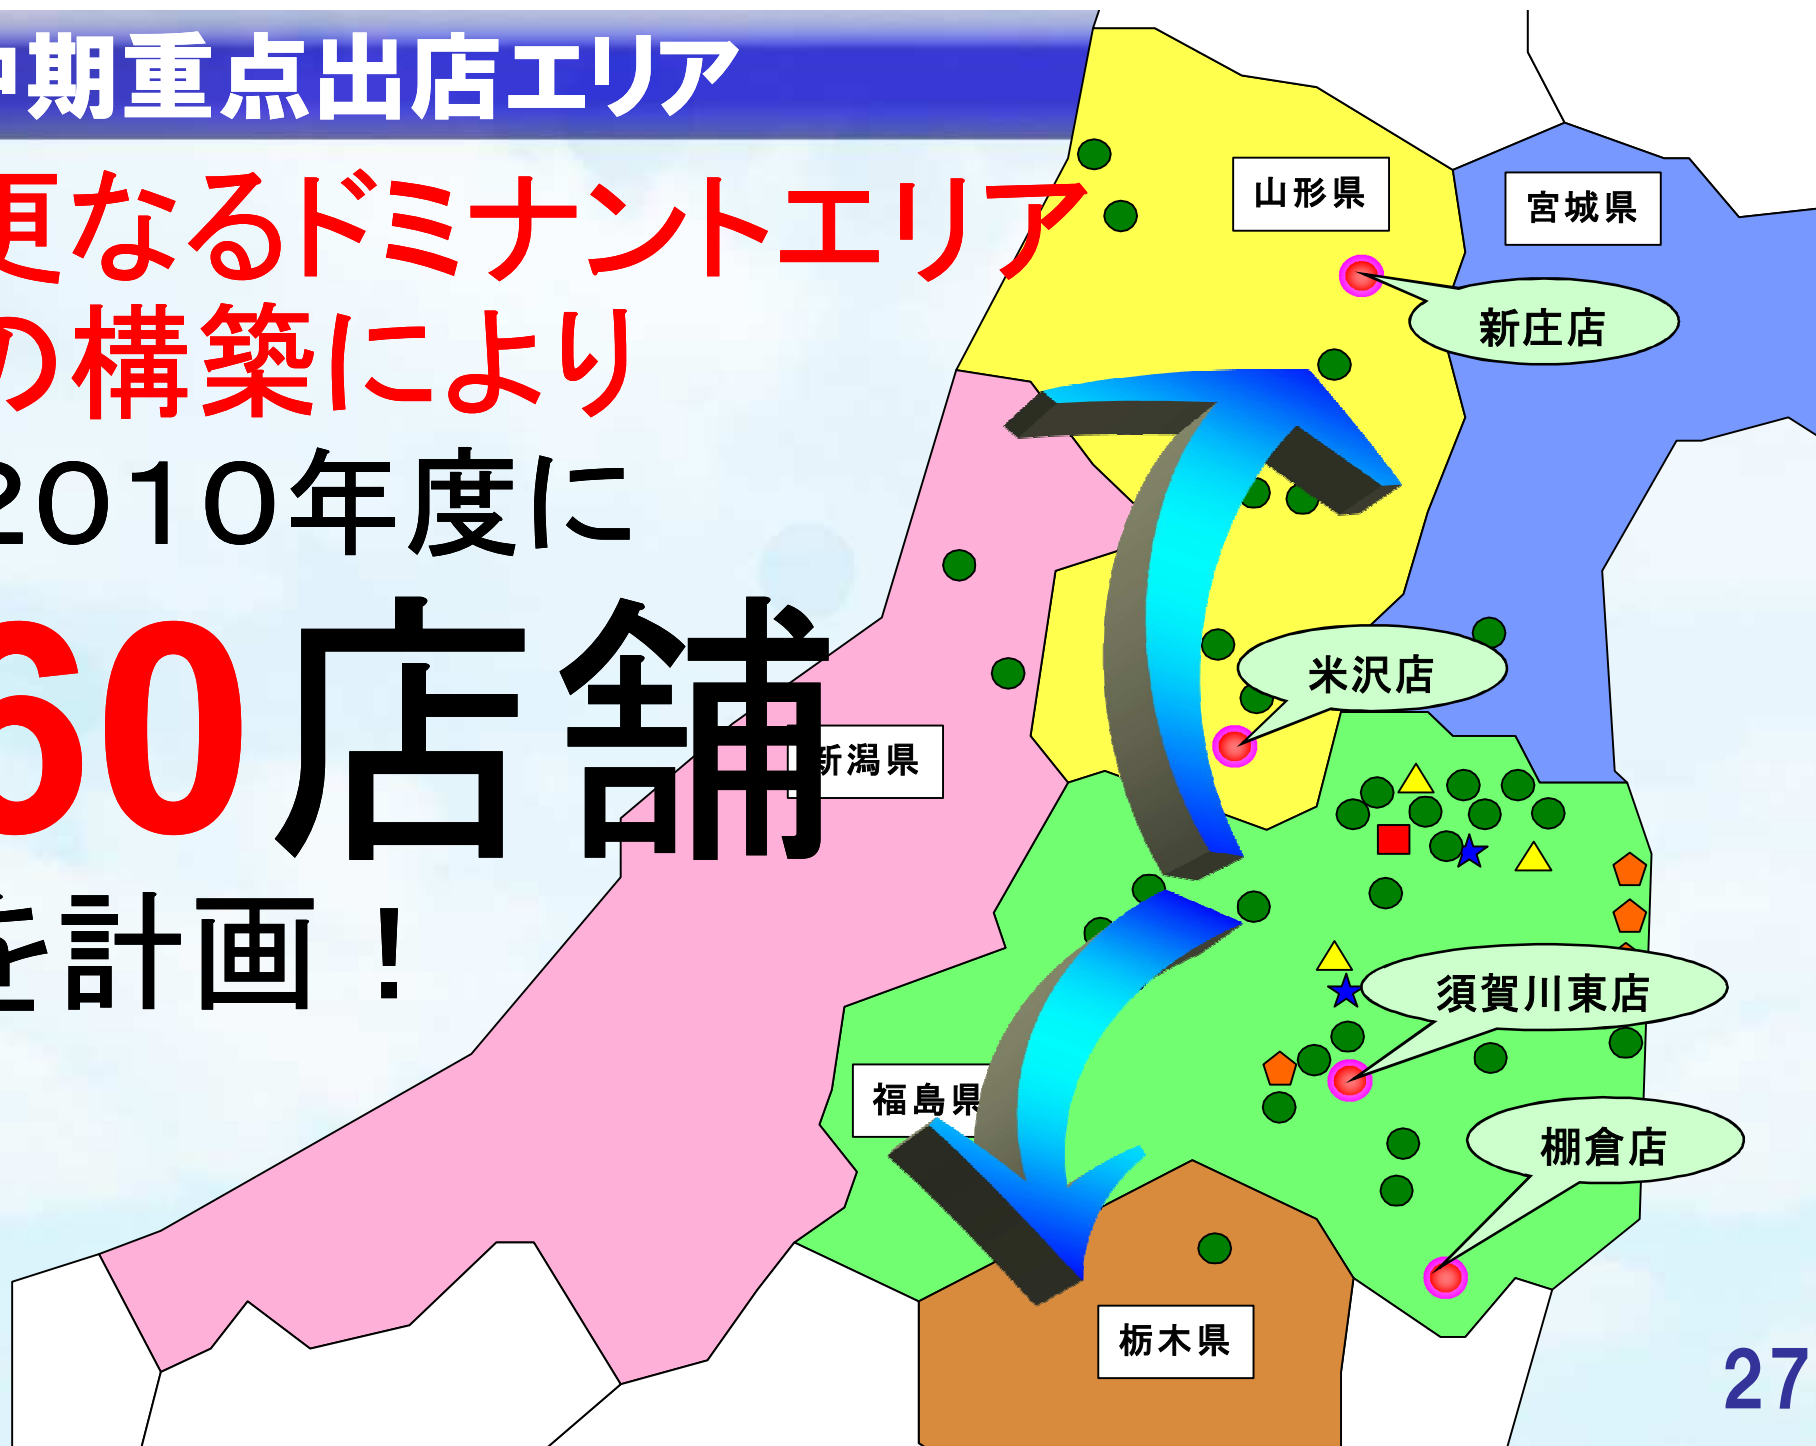 中期重点出店エリア
更なるドミナントエリア
の構築により
2010年度に
60店舗
を計画！
山形県
宮城県
新庄店
米沢店
新潟県
須賀川東店
福島県
棚倉店
栃木県
27